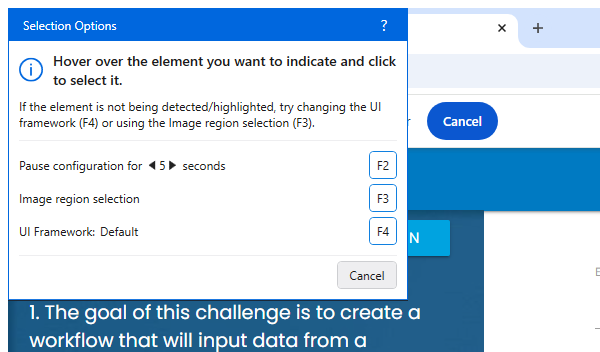 Selection Options ?
Hover over the element you want to indicate and click
to select it.
If the element is not being detected/highlighted, try changing the UI
framework (F4) or using the Image region selection (F3).
Pause configuration for 5 seconds F2
Image region selection F3
UI Framework: Default F4
Cancel
Cancel
N
1. The goal of this challenge is to create a
workflow that will input data from a